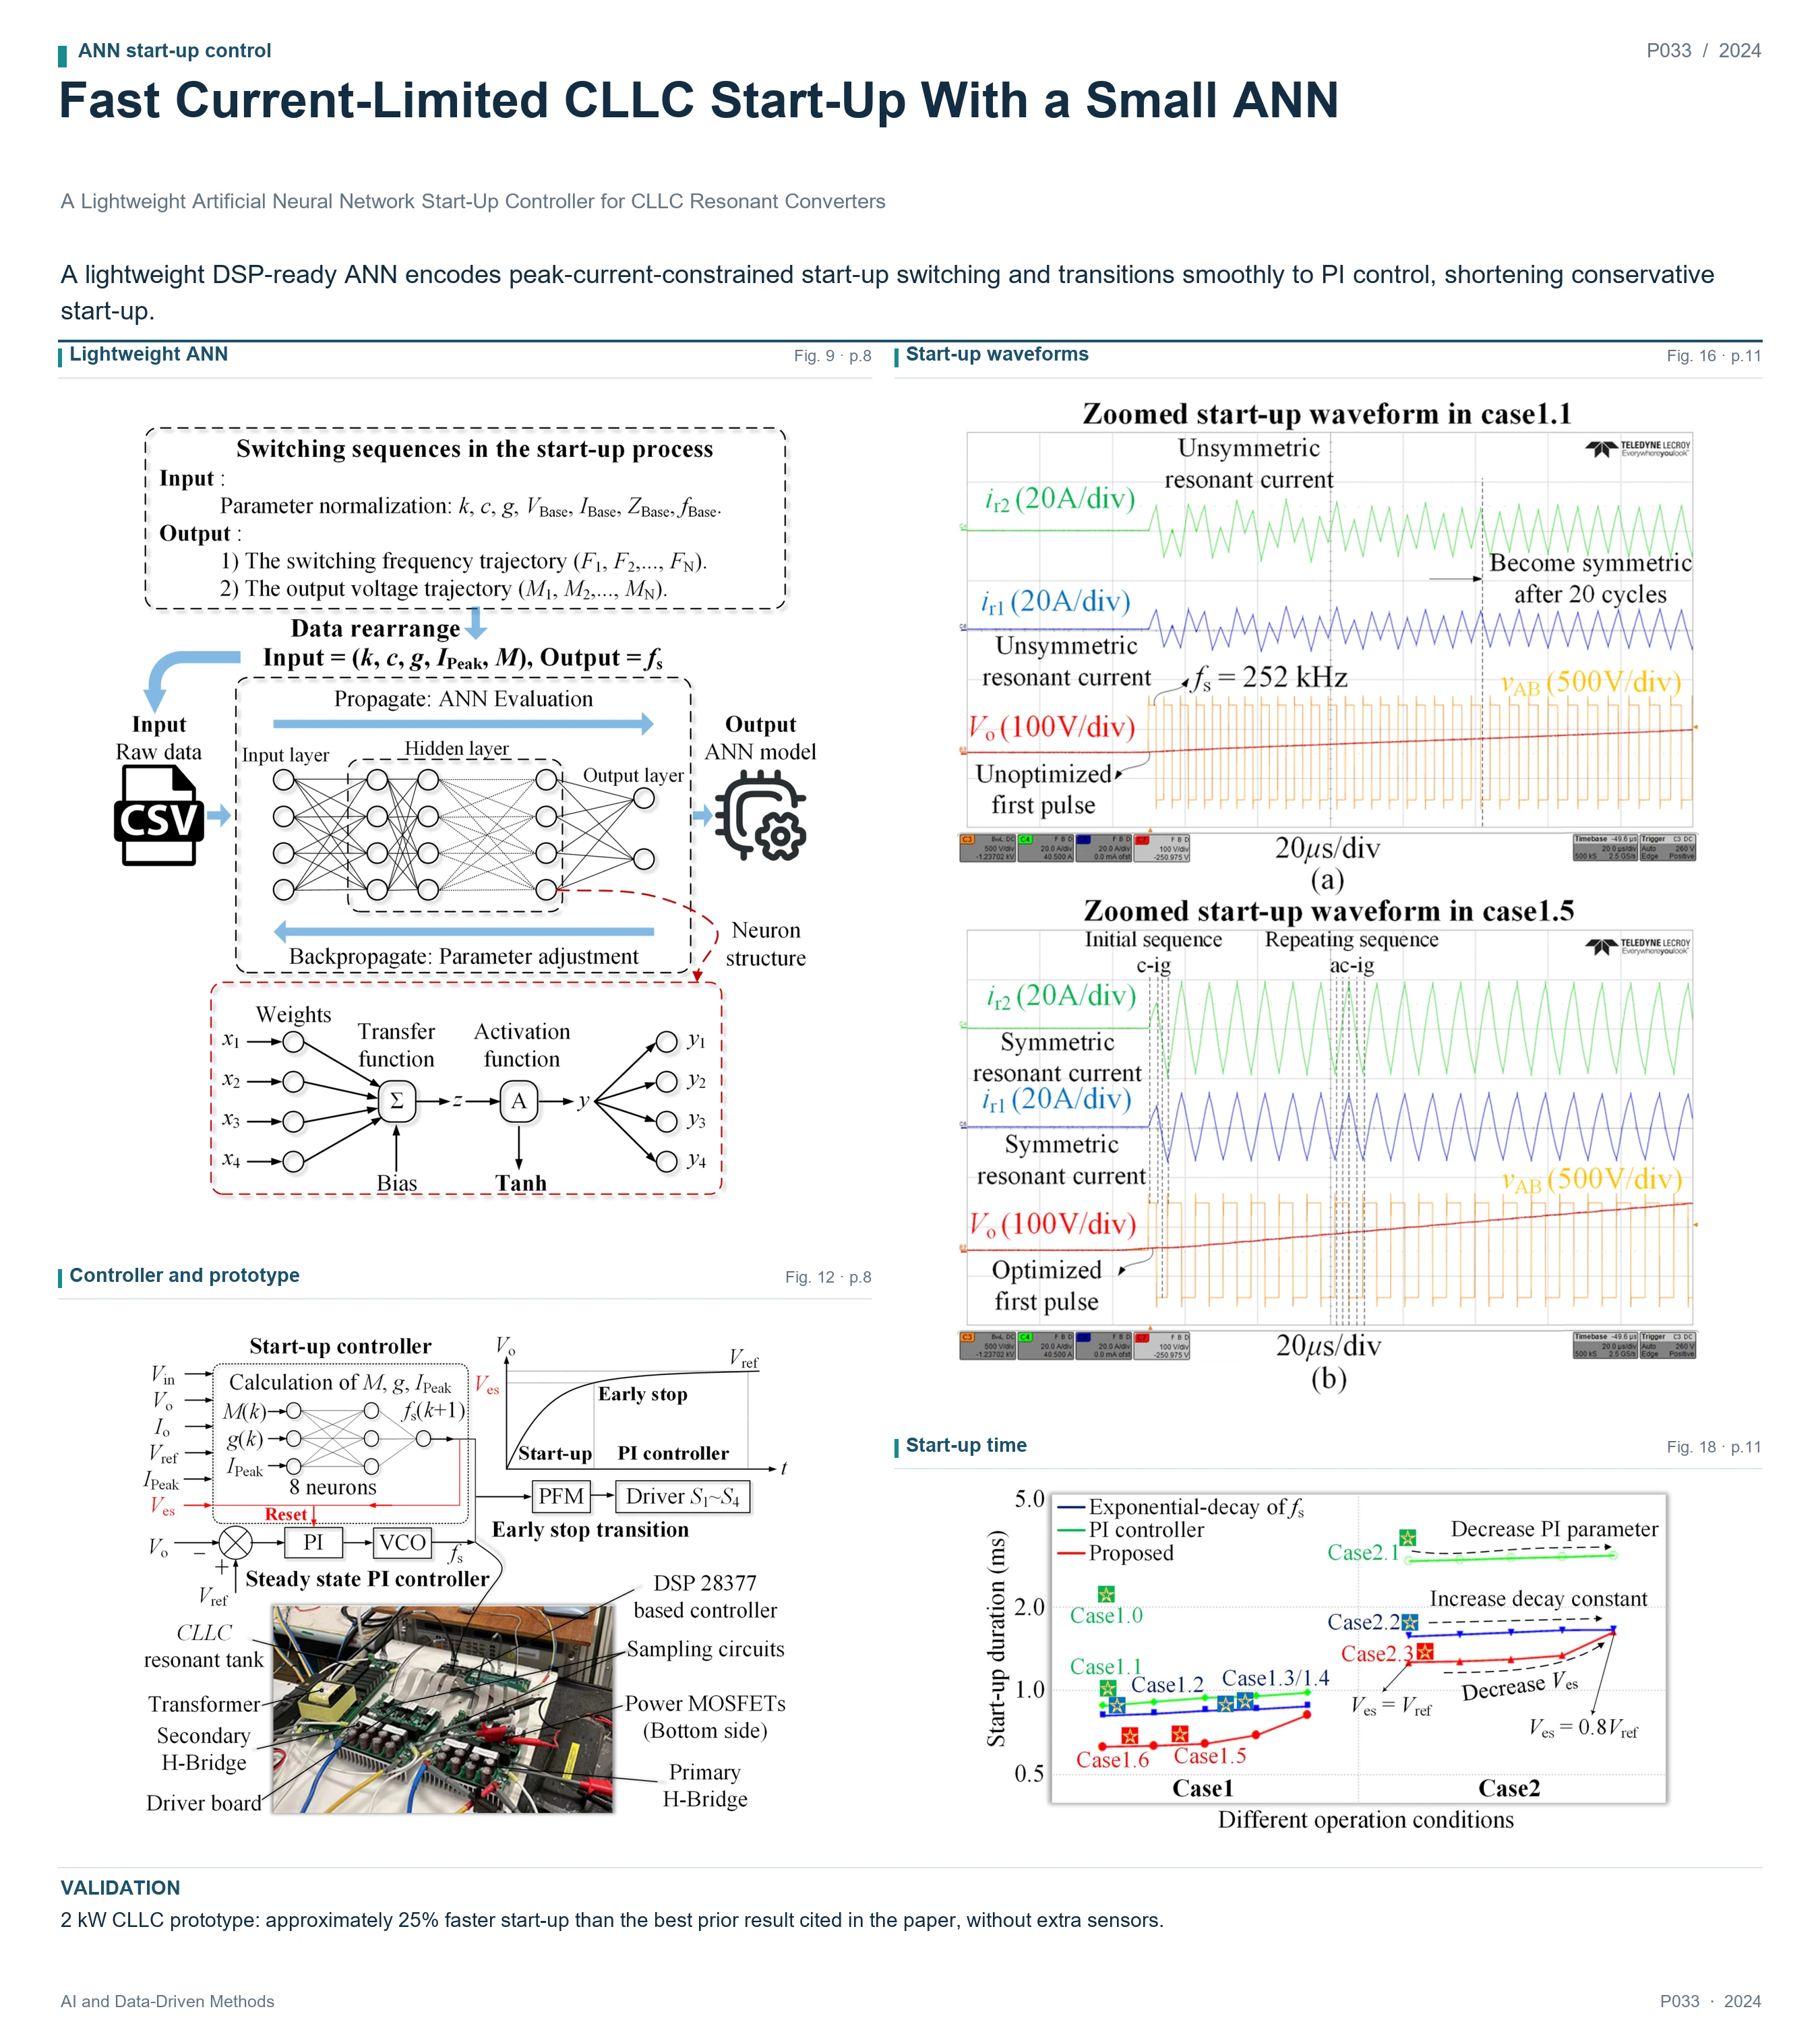 ANN start-up control
P033 / 2024
Fast Current-Limited CLLC Start-Up With a Small ANN
A Lightweight Artificial Neural Network Start-Up Controller for CLLC Resonant Converters
A lightweight DSP-ready ANN encodes peak-current-constrained start-up switching and transitions smoothly to PI control, shortening conservative
start-up.
Lightweight ANN
Fig. 9 · p.8
Switching sequences in the start-up process
Input :
Parameter normalization: k, c, g, VBase, IBase, ZBase, fBase.
Output :
1) The switching frequency trajectory (F1, F2,..., FN).
2) The output voltage trajectory (M1, M2,..., MN).
Data rearrange
Input = (k, c, g, IPeak, M), Output = fs
Propagate: ANN Evaluation
Input
Raw data
CSV
Input layer
Hidden layer
Output layer
Output
ANN model
Backpropagate: Parameter adjustment
Neuron
structure
Weights
Transfer
function
Activation
function
x1
x2
x3
x4
Σ
z
A
y
y1
y2
y3
y4
Bias
Tanh
Controller and prototype
Fig. 12 · p.8
Start-up controller
Vin
Vo
Io
Vref
IPeak
Ves
Calculation of M, g, IPeak
M(k)
g(k)
IPeak
fs(k+1)
8 neurons
Reset
Vo
−
+
Vref
PI
VCO
fs
Steady state PI controller
Vo
Ves
Vref
Early stop
Start-up
PI controller
t
PFM
Driver S1~S4
Early stop transition
CLLC
resonant tank
Transformer
Secondary
H-Bridge
Driver board
DSP 28377
based controller
Sampling circuits
Power MOSFETs
(Bottom side)
Primary
H-Bridge
Start-up waveforms
Fig. 16 · p.11
Zoomed start-up waveform in case1.1
Unsymmetric
resonant current
TELEDYNE LECROY
Everywhereyoulook
ir2 (20A/div)
Become symmetric
after 20 cycles
ir1 (20A/div)
Unsymmetric
resonant current
fs = 252 kHz
vAB (500V/div)
Vo (100V/div)
Unoptimized
first pulse
20μs/div
(a)
Zoomed start-up waveform in case1.5
Initial sequence
c-ig
Repeating sequence
ac-ig
TELEDYNE LECROY
Everywhereyoulook
ir2 (20A/div)
Symmetric
resonant current
ir1 (20A/div)
Symmetric
resonant current
vAB (500V/div)
Vo (100V/div)
Optimized
first pulse
20μs/div
(b)
Start-up time
Fig. 18 · p.11
Start-up duration (ms)
5.0
2.0
1.0
0.5
Exponential-decay of fs
PI controller
Proposed
Case1.0
Case1.1
Case1.2
Case1.3/1.4
Case1.6
Case1.5
Case2.1
Decrease PI parameter
Increase decay constant
Case2.2
Case2.3
Decrease Ves
Ves = Vref
Ves = 0.8Vref
Case1
Case2
Different operation conditions
VALIDATION
2 kW CLLC prototype: approximately 25% faster start-up than the best prior result cited in the paper, without extra sensors.
AI and Data-Driven Methods
P033 · 2024